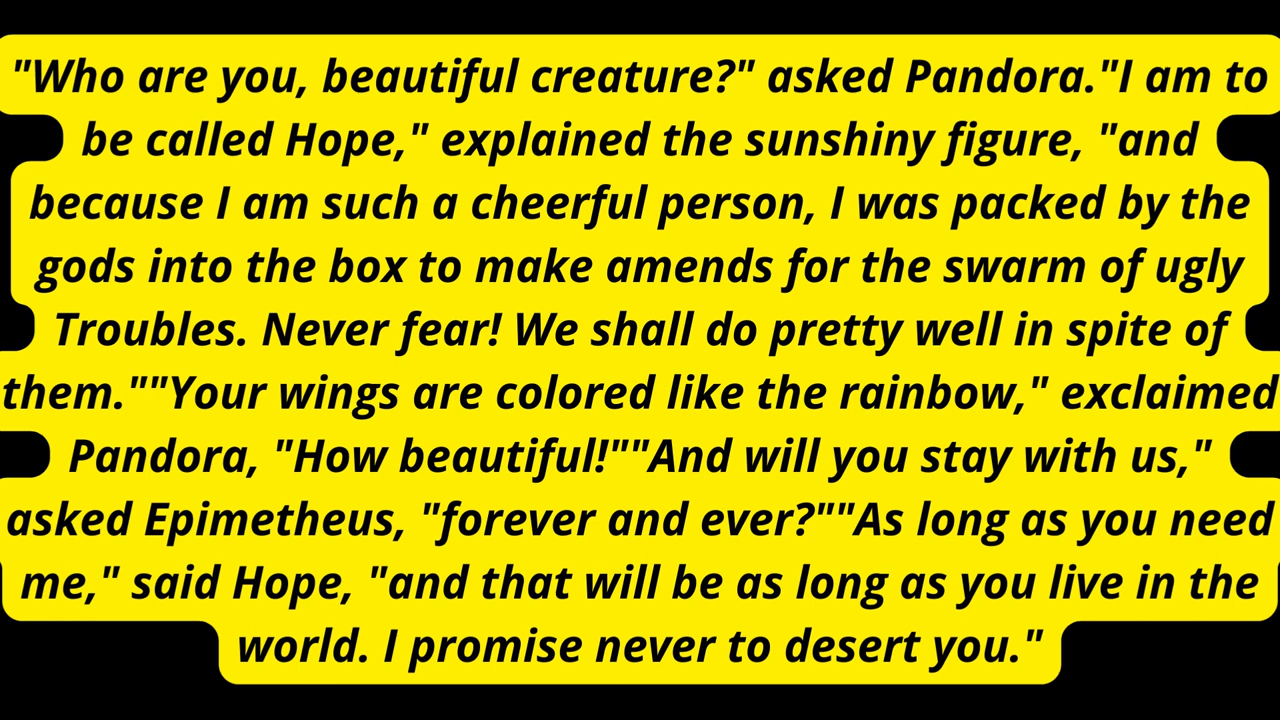 "Who are you, beautiful creature?" asked Pandora."I am to
be called Hope," explained the sunshiny figure, "and
because I am such a cheerful person, I was packed by the
gods into the box to make amends for the swarm of ugly
Troubles. Never fear! We shall do pretty well in spite of
them.""Your wings are colored like the rainbow," exclaimed
Pandora, "How beautiful!""And will you stay with us,"
asked Epimetheus, "forever and ever?""As long as you need
me," said Hope, "and that will be as long as you live in the
world. I promise never to desert you."